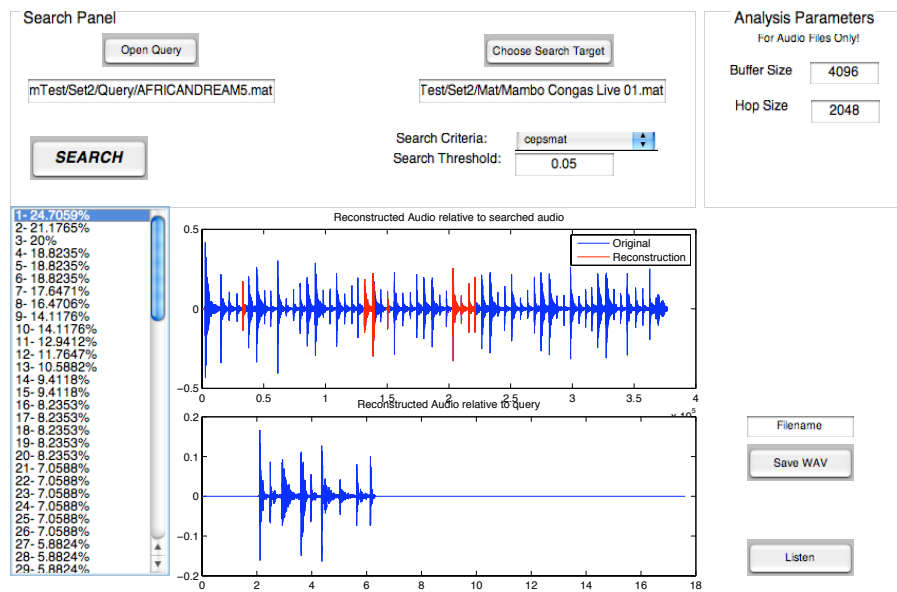 Search Panel
Analysis Parameters
For Audio Files Only!
Open Query
Choose Search Target
Buffer Size
4096
mTest/Set2/Query/AFRICANDREAM5.mat
Test/Set2/Mat/Mambo Congas Live 01.mat
Hop Size
2048
Search Criteria:
cepsmat
SEARCH
Search Threshold:
0.05
1- 24.7059%
2- 21.1765%
3- 20%
4- 18.8235%
5- 18.8235%
6- 18.8235%
7- 17.6471%
8- 16.4706%
9- 14.1176%
10- 14.1176%
11- 12.9412%
12- 11.7647%
13- 10.5882%
14- 9.4118%
15- 9.4118%
16- 8.2353%
17- 8.2353%
18- 8.2353%
19- 8.2353%
20- 8.2353%
21- 7.0588%
22- 7.0588%
23- 7.0588%
24- 7.0588%
25- 7.0588%
26- 7.0588%
27- 5.8824%
28- 5.8824%
29- 5.8824%
Reconstructed Audio relative to searched audio
0.5
0
−0.5
Original
Reconstruction
0 0.5 1 1.5 2 2.5 3 3.5 4
x 10^5
Reconstructed Audio relative to query
0.2
0.1
0
−0.1
−0.2
0 2 4 6 8 10 12 14 16 18
Filename
Save WAV
Listen